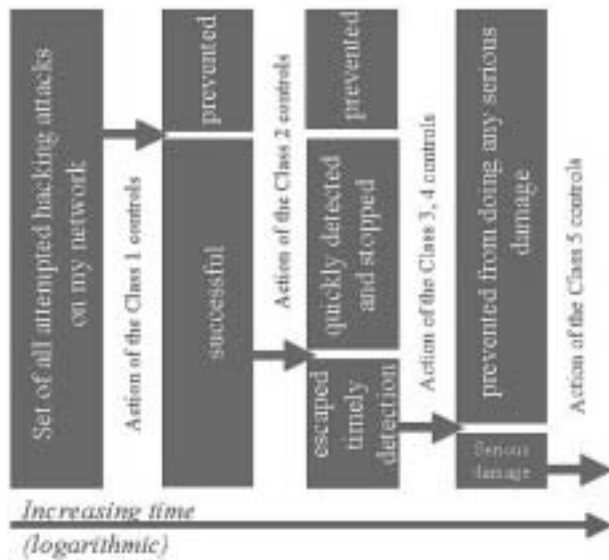 Set of all attempted hacking attacks
on my network
Action of the Class 1 controls
prevented
successful
Action of the Class 2 controls
prevented
quickly detected
and stopped
escaped
timely
detection
Action of the Class 3, 4 controls
prevented from doing any serious
damage
Serious
damage
Action of the Class 5 controls
Increasing time
(logarithmic)